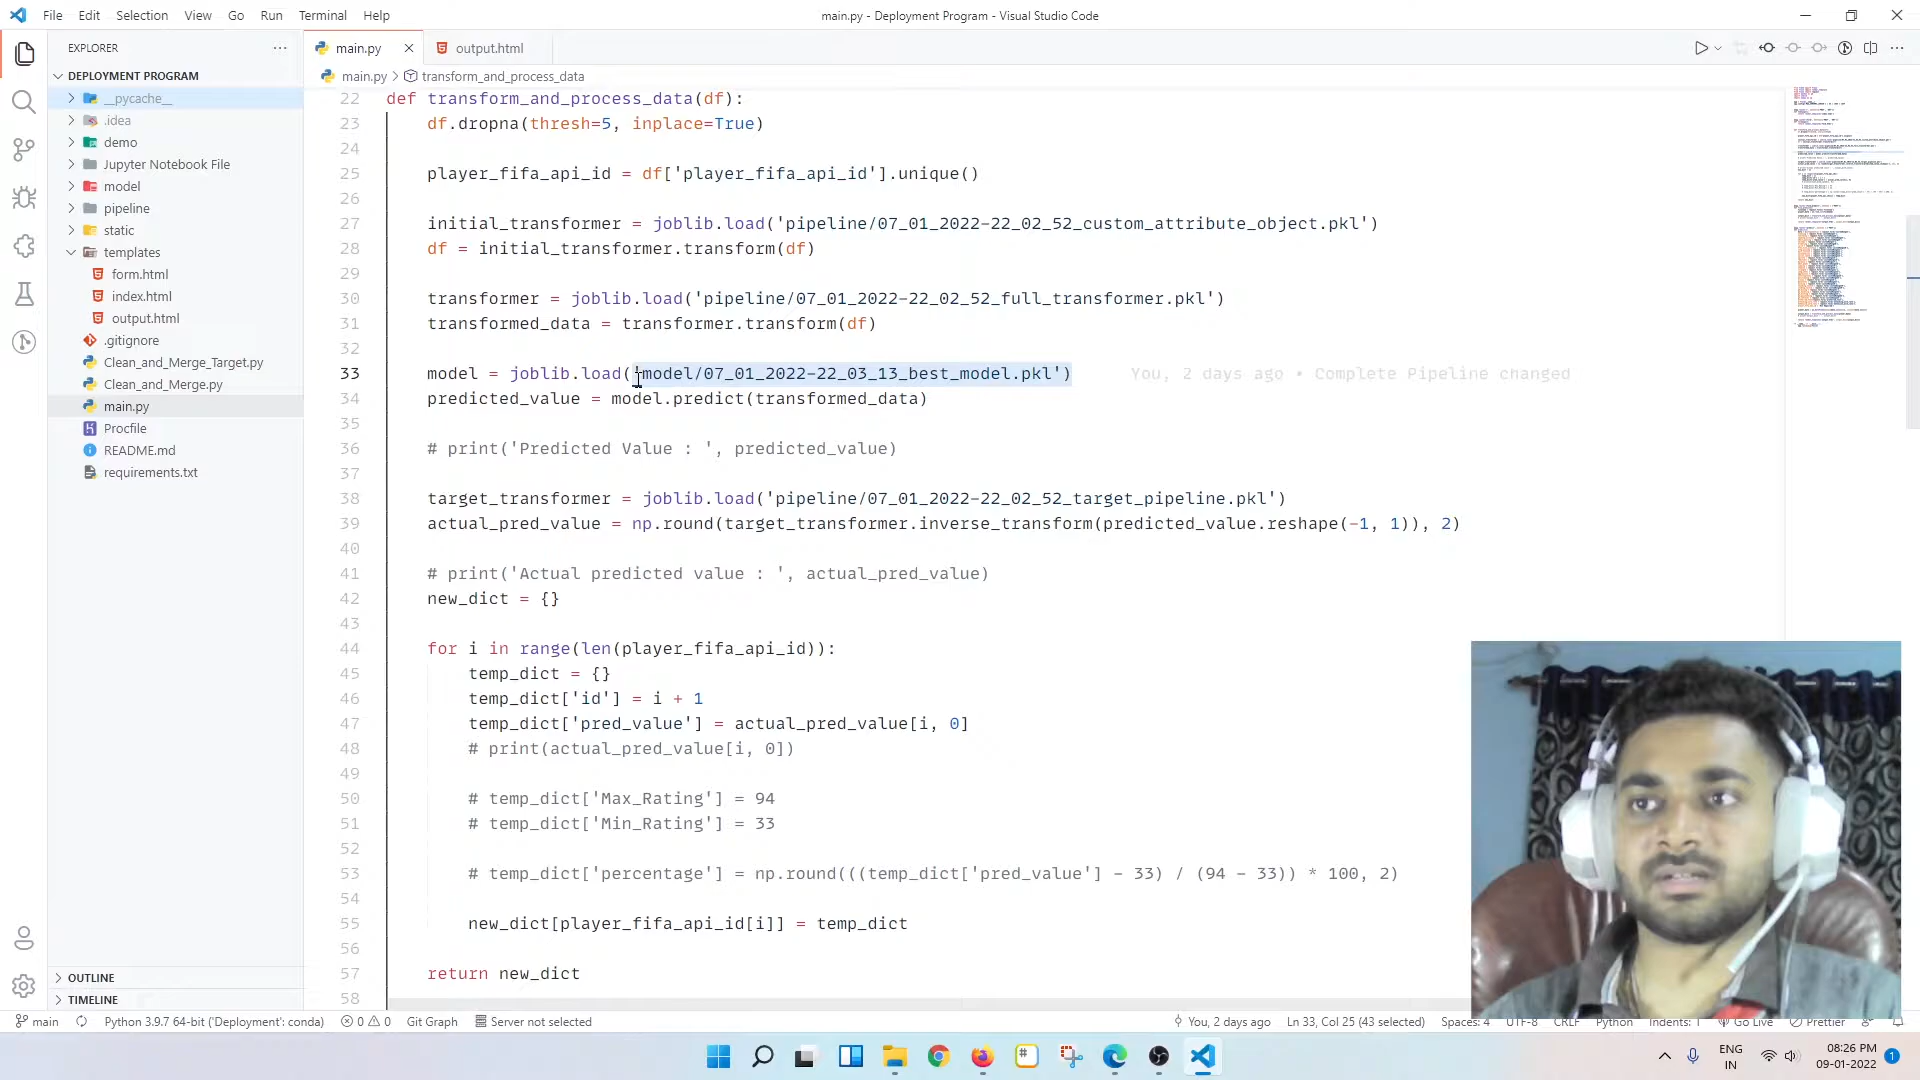 File Edit Selection View Go Run Terminal Help
main.py - Deployment Program - Visual Studio Code
EXPLORER
main.py
output.html
DEPLOYMENT PROGRAM
main.py > transform_and_process_data
__pycache__
.idea
demo
Jupyter Notebook File
model
pipeline
static
templates
form.html
index.html
output.html
.gitignore
Clean_and_Merge_Target.py
Clean_and_Merge.py
main.py
Procfile
README.md
requirements.txt
OUTLINE
TIMELINE
22 def transform_and_process_data(df):
23 df.dropna(thresh=5, inplace=True)
24
25 player_fifa_api_id = df['player_fifa_api_id'].unique()
26
27 initial_transformer = joblib.load('pipeline/07_01_2022-22_02_52_custom_attribute_object.pkl')
28 df = initial_transformer.transform(df)
29
30 transformer = joblib.load('pipeline/07_01_2022-22_02_52_full_transformer.pkl')
31 transformed_data = transformer.transform(df)
32
33 model = joblib.load('model/07_01_2022-22_03_13_best_model.pkl') You, 2 days ago • Complete Pipeline changed
34 predicted_value = model.predict(transformed_data)
35
36 # print('Predicted Value : ', predicted_value)
37
38 target_transformer = joblib.load('pipeline/07_01_2022-22_02_52_target_pipeline.pkl')
39 actual_pred_value = np.round(target_transformer.inverse_transform(predicted_value.reshape(-1, 1)), 2)
40
41 # print('Actual predicted value : ', actual_pred_value)
42 new_dict = {}
43
44 for i in range(len(player_fifa_api_id)):
45 temp_dict = {}
46 temp_dict['id'] = i + 1
47 temp_dict['pred_value'] = actual_pred_value[i, 0]
48 # print(actual_pred_value[i, 0])
49
50 # temp_dict['Max_Rating'] = 94
51 # temp_dict['Min_Rating'] = 33
52
53 # temp_dict['percentage'] = np.round(((temp_dict['pred_value'] - 33) / (94 - 33)) * 100, 2)
54
55 new_dict[player_fifa_api_id[i]] = temp_dict
56
57 return new_dict
58
main Python 3.9.7 64-bit ('Deployment': conda) 0 0 Git Graph Server not selected You, 2 days ago Ln 33, Col 25 (43 selected) Spaces: 4 UTF-8 CRLF Python Indents: 1 Go Live Prettier
ENG
IN
08:26 PM
09-01-2022
1